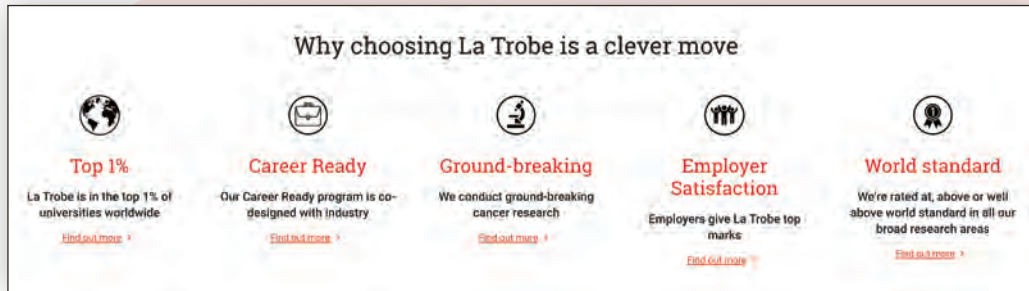 Why choosing La Trobe is a clever move
Top 1%
La Trobe is in the top 1% of
universities worldwide
Find out more >
Career Ready
Our Career Ready program is co-
designed with industry
Find out more >
Ground-breaking
We conduct ground-breaking
cancer research
Find out more >
Employer
Satisfaction
Employers give La Trobe top
marks
Find out more >
World standard
We're rated at, above or well
above world standard in all our
broad research areas
Find out more >